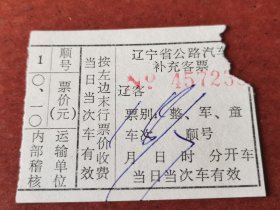 辽宁省公路汽车
补充客票
No 45723
辽客
票别：整、军、童
车次 顺号
月 日 时 分开车
当日当次车有效
按左边末行票价收费
当日当次车有效
顺号 票价(元) 运输单位
1 〇.一〇 内部稽核